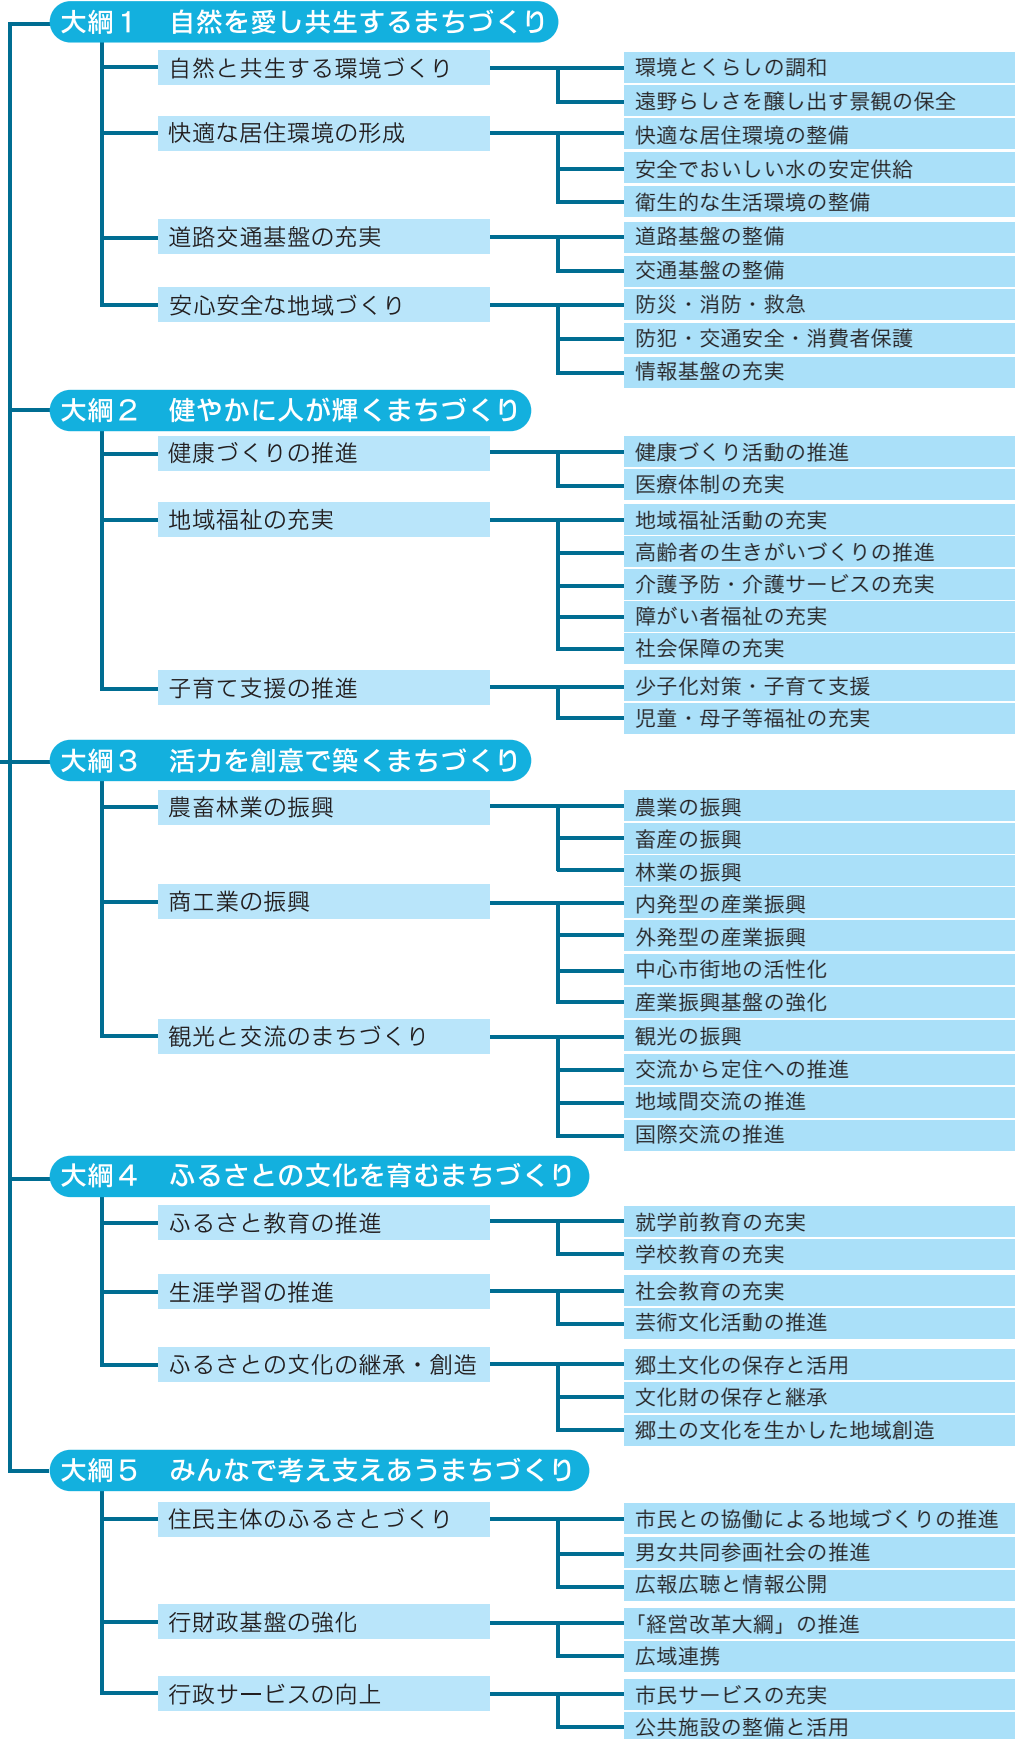 大綱１　自然を愛し共生するまちづくり
自然と共生する環境づくり
環境とくらしの調和
遠野らしさを醸し出す景観の保全
快適な居住環境の形成
快適な居住環境の整備
安全でおいしい水の安定供給
衛生的な生活環境の整備
道路交通基盤の充実
道路基盤の整備
交通基盤の整備
安心安全な地域づくり
防災・消防・救急
防犯・交通安全・消費者保護
情報基盤の充実
大綱２　健やかに人が輝くまちづくり
健康づくりの推進
健康づくり活動の推進
医療体制の充実
地域福祉の充実
地域福祉活動の充実
高齢者の生きがいづくりの推進
介護予防・介護サービスの充実
障がい者福祉の充実
社会保障の充実
子育て支援の推進
少子化対策・子育て支援
児童・母子等福祉の充実
大綱３　活力を創意で築くまちづくり
農畜林業の振興
農業の振興
畜産の振興
林業の振興
商工業の振興
内発型の産業振興
外発型の産業振興
中心市街地の活性化
産業振興基盤の強化
観光と交流のまちづくり
観光の振興
交流から定住への推進
地域間交流の推進
国際交流の推進
大綱４　ふるさとの文化を育むまちづくり
ふるさと教育の推進
就学前教育の充実
学校教育の充実
生涯学習の推進
社会教育の充実
芸術文化活動の推進
ふるさとの文化の継承・創造
郷土文化の保存と活用
文化財の保存と継承
郷土の文化を生かした地域創造
大綱５　みんなで考え支えあうまちづくり
住民主体のふるさとづくり
市民との協働による地域づくりの推進
男女共同参画社会の推進
広報広聴と情報公開
行財政基盤の強化
「経営改革大綱」の推進
広域連携
行政サービスの向上
市民サービスの充実
公共施設の整備と活用